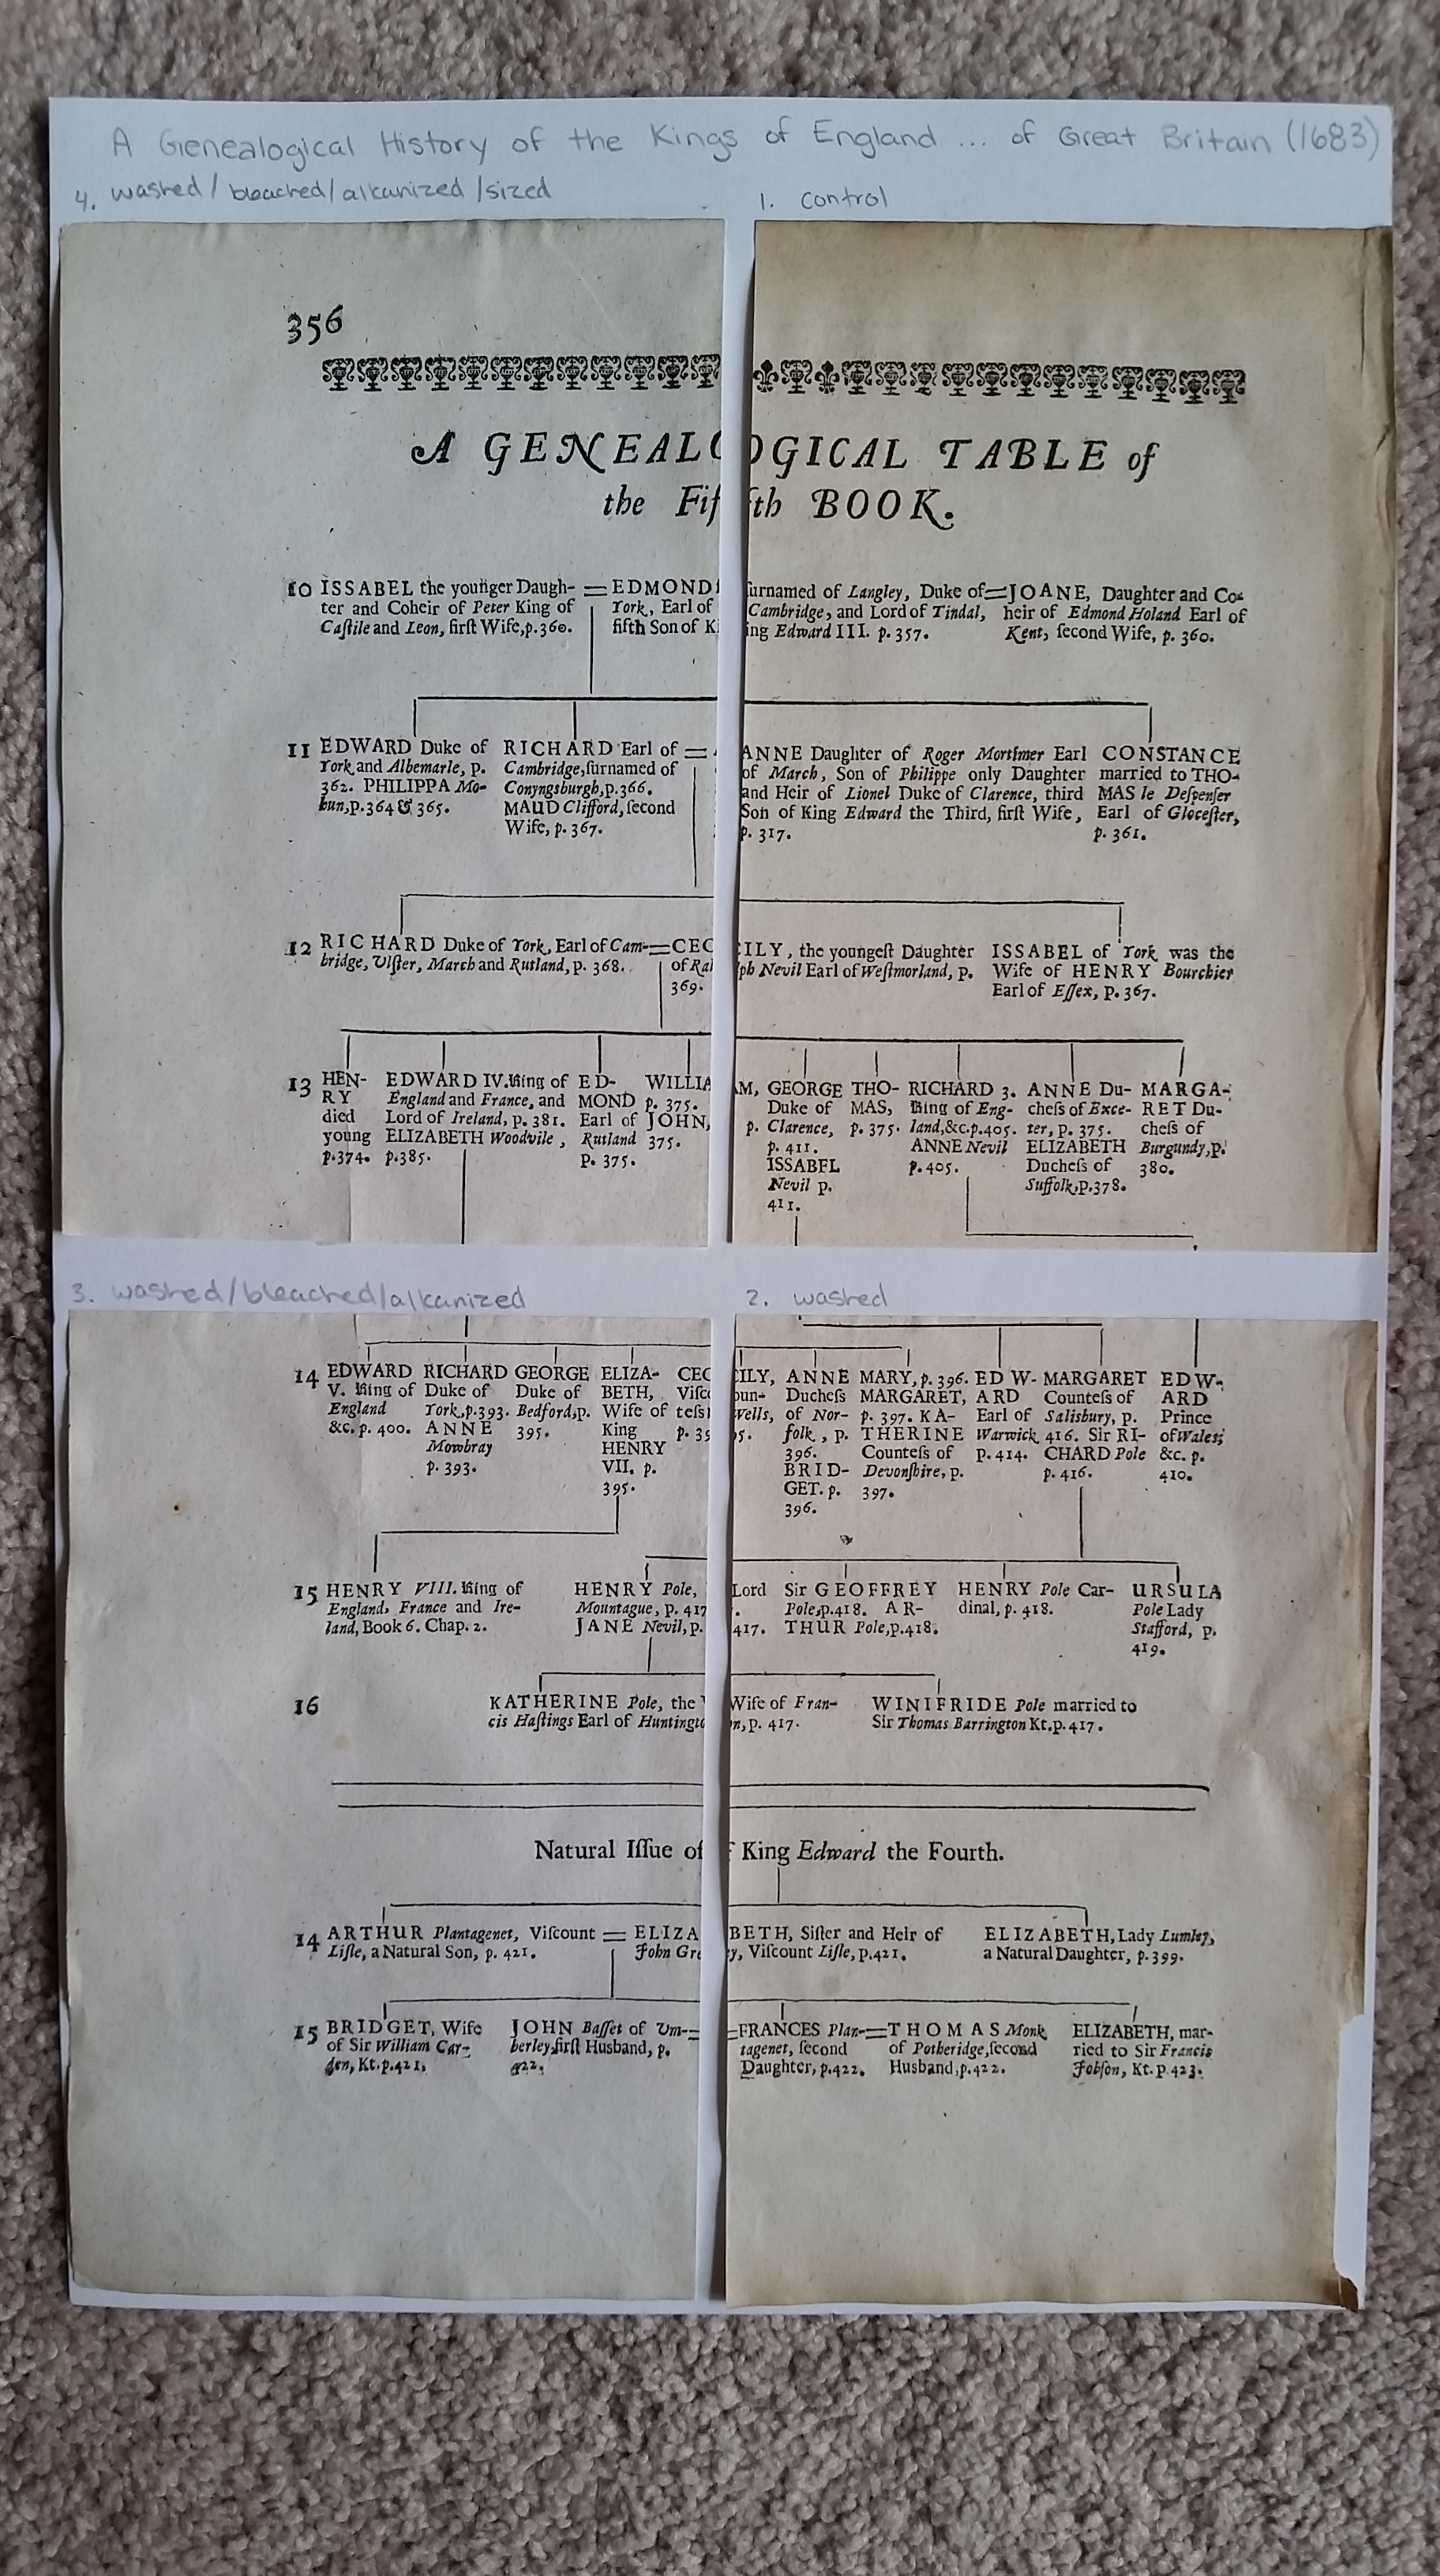 A Genealogical History of the Kings of England ... of Great Britain (1683)
4. washed / bleached / alkanized / sized
1. control
356
A GENEALOGICAL TABLE of
the Fifth BOOK.
10 ISSABEL the younger Daugh- = EDMOND surnamed of Langley, Duke of = JOANE, Daughter and Co-
ter and Coheir of Peter King of York, Earl of Cambridge, and Lord of Tindal, heir of Edmond Holand Earl of
Caſtile and Leon, firſt Wife, p. 360. fifth Son of King Edward III. p. 357. Kent, ſecond Wife, p. 360.
11 EDWARD Duke of RICHARD Earl of = ANNE Daughter of Roger Mortimer Earl CONSTANCE
York and Albemarle, p. Cambridge, ſurnamed of of March, Son of Philippe only Daughter married to THO-
362. PHILIPPA Mo- Conyngsburgh, p. 366. and Heir of Lionel Duke of Clarence, third MAS le Deſpenſer
hun, p. 364 & 365. MAUD Clifford, ſecond Son of King Edward the Third, firſt Wife, Earl of Gloceſter,
Wife, p. 367. p. 317. p. 361.
12 RICHARD Duke of York, Earl of Cam- = CECILY, the youngeſt Daughter ISSABEL of York was the
bridge, Ulſter, March and Rutland, p. 368. of Ralph Nevil Earl of Weſtmorland, p. Wife of HENRY Bourchier
369. Earl of Eſſex, p. 367.
13 HEN- EDWARD IV. King of ED- WILLIAM, GEORGE THO- RICHARD 3. ANNE Du- MARGA-
RY England and France, and MOND p. 375. Duke of MAS, King of Eng- cheſs of Exce- RET Du-
died Lord of Ireland, p. 381. Earl of JOHN, p. Clarence, p. 375. land, &c. p. 405. ter, p. 375. cheſs of
young ELIZABETH Woodvile, Rutland 375. p. 411. ANNE Nevil ELIZABETH Burgundy, p.
p. 374. p. 385. p. 375. ISSABEL p. 405. Ducheſs of 380.
Nevil p. Suffolk, p. 378.
411.
3. washed/bleached/alkanized
2. washed
14 EDWARD RICHARD GEORGE ELIZA- CECILY, ANNE MARY, p. 396. EDW- MARGARET EDW-
V. King of Duke of Duke of BETH, Viſcoun- Ducheſs MARGARET, ARD Counteſs of ARD
England York, p. 393. Bedford, p. Wife of teſs Wells, of Nor- p. 397. KA- Earl of Salisbury, p. Prince
&c. p. 400. ANNE 395. King p. 395. folk, p. THERINE Warwick 416. Sir RI- of Wales,
Mowbray HENRY 396. Counteſs of p. 414. CHARD Pole &c. p.
p. 393. VII. p. BRID- Devonſhire, p. p. 416. 410.
395. GET. p. 397.
396.
15 HENRY VIII. King of HENRY Pole, Lord Sir GEOFFREY HENRY Pole Car- URSULA
England, France and Ire- Mountague, p. 417. Pole, p. 418. AR- dinal, p. 418. Pole Lady
land, Book 6. Chap. 2. JANE Nevil, p. 417. THUR Pole, p. 418. Stafford, p.
419.
16 KATHERINE Pole, the Wife of Fran- WINIFRIDE Pole married to
cis Haſtings Earl of Huntington, p. 417. Sir Thomas Barrington Kt. p. 417.
Natural Iſſue of King Edward the Fourth.
14 ARTHUR Plantagenet, Viſcount = ELIZABETH, Siſter and Heir of ELIZABETH, Lady Lumley,
Liſle, a Natural Son, p. 421. John Grey, Viſcount Liſle, p. 421. a Natural Daughter, p. 399.
15 BRIDGET, Wife JOHN Baſſet of Um- = FRANCES Plan- = THOMAS Monk ELIZABETH, mar-
of Sir William Car- berley, firſt Husband, p. tagenet, ſecond of Potheridge, ſecond ried to Sir Francis
den, Kt. p. 421. 422. Daughter, p. 422. Husband, p. 422. Jobſon, Kt. p. 423.